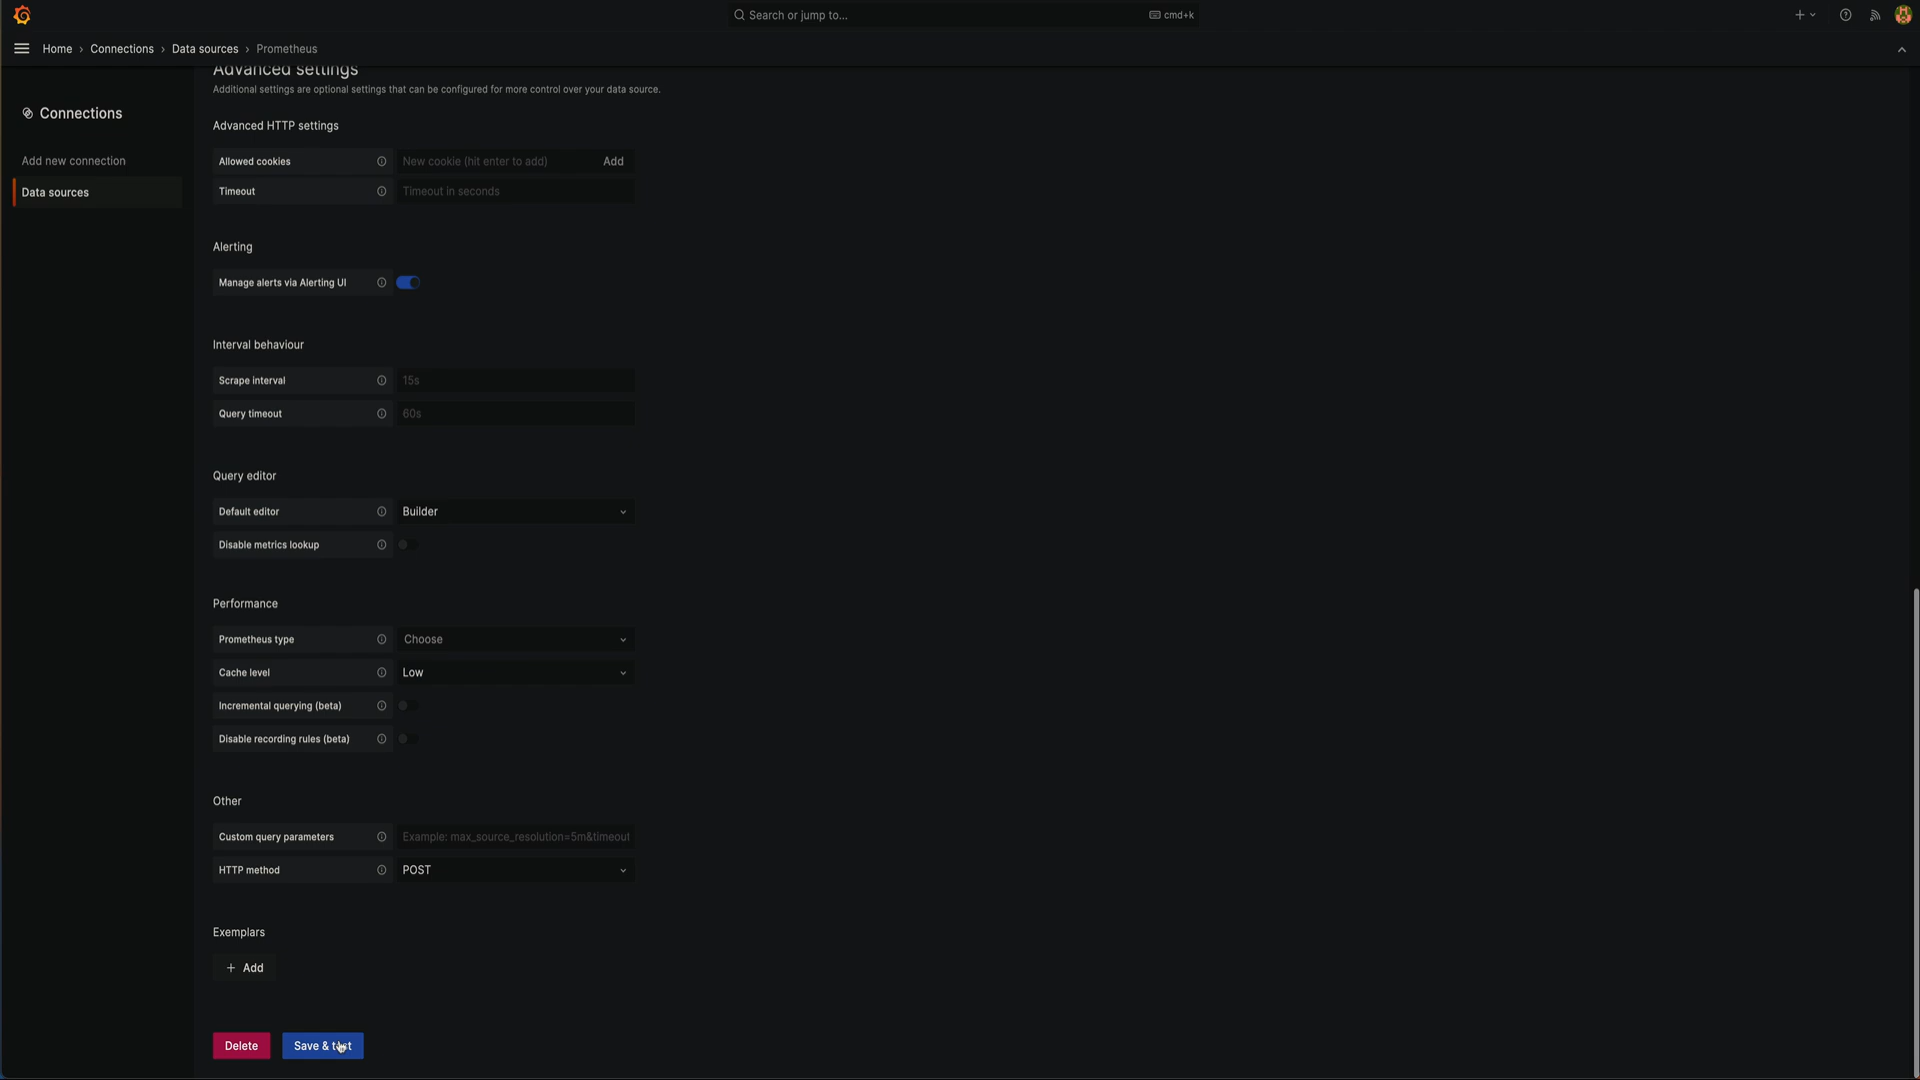 Search or jump to...
cmd+k
Home › Connections › Data sources › Prometheus
Connections
Add new connection
Data sources
Advanced settings
Additional settings are optional settings that can be configured for more control over your data source.
Advanced HTTP settings
Allowed cookies
New cookie (hit enter to add)
Add
Timeout
Timeout in seconds
Alerting
Manage alerts via Alerting UI
Interval behaviour
Scrape interval
15s
Query timeout
60s
Query editor
Default editor
Builder
Disable metrics lookup
Performance
Prometheus type
Choose
Cache level
Low
Incremental querying (beta)
Disable recording rules (beta)
Other
Custom query parameters
Example: max_source_resolution=5m&timeout
HTTP method
POST
Exemplars
+ Add
Delete
Save & test